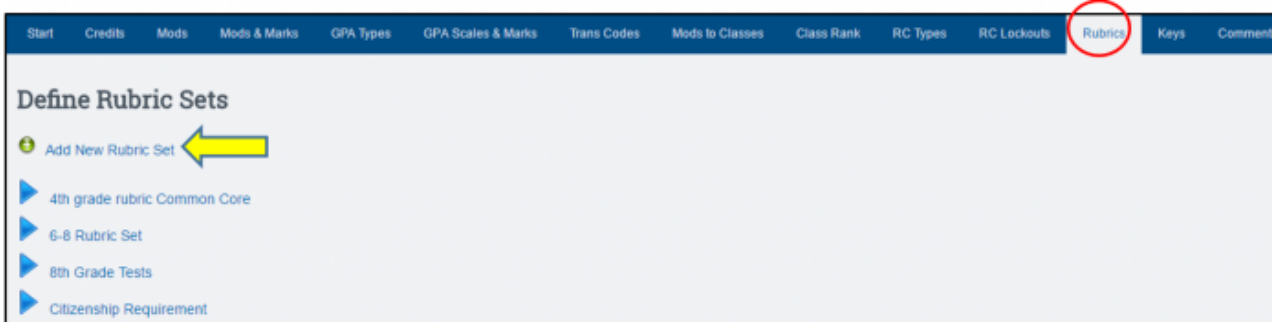 Start Credits Mods Mods & Marks GPA Types GPA Scales & Marks Trans Codes Mods to Classes Class Rank RC Types RC Lockouts Rubrics Keys Comment
Define Rubric Sets
Add New Rubric Set
4th grade rubric Common Core
6-8 Rubric Set
8th Grade Tests
Citizenship Requirement